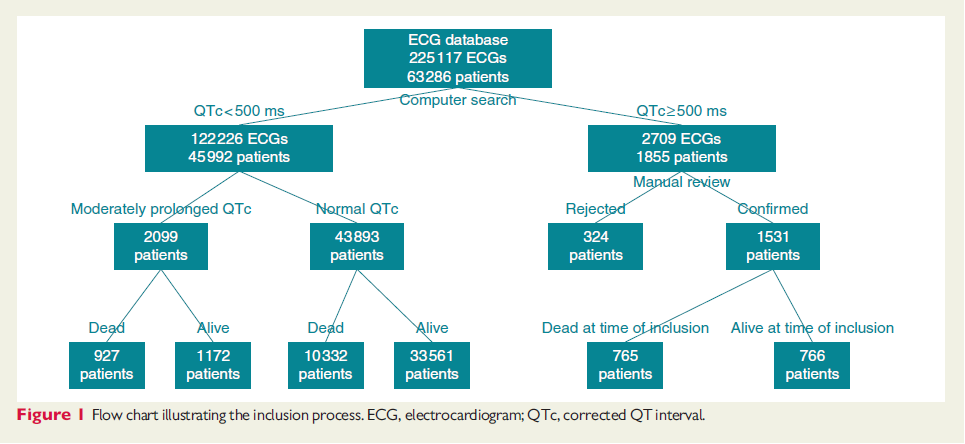 ECG database
225117 ECGs
63286 patients
Computer search
QTc<500 ms
QTc≥500 ms
122226 ECGs
45992 patients
2709 ECGs
1855 patients
Manual review
Moderately prolonged QTc
Normal QTc
Rejected
Confirmed
2099
patients
43893
patients
324
patients
1531
patients
Dead
Alive
Dead
Alive
Dead at time of inclusion
Alive at time of inclusion
927
patients
1172
patients
10332
patients
33561
patients
765
patients
766
patients
Figure 1 Flow chart illustrating the inclusion process. ECG, electrocardiogram; QTc, corrected QT interval.